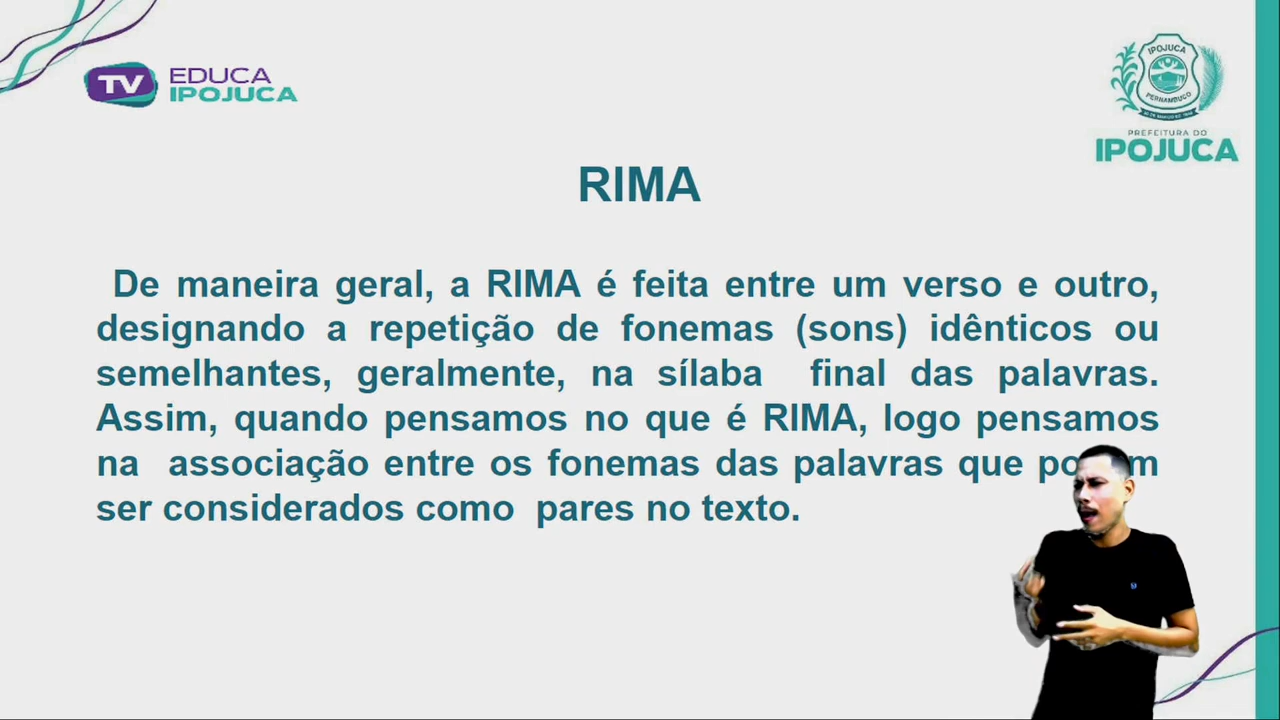 TV EDUCA
IPOJUCA
IPOJUCA
PERNAMBUCO
PREFEITURA DO
IPOJUCA
RIMA
De maneira geral, a RIMA é feita entre um verso e outro,
designando a repetição de fonemas (sons) idênticos ou
semelhantes, geralmente, na sílaba final das palavras.
Assim, quando pensamos no que é RIMA, logo pensamos
na associação entre os fonemas das palavras que
ser considerados como pares no texto.